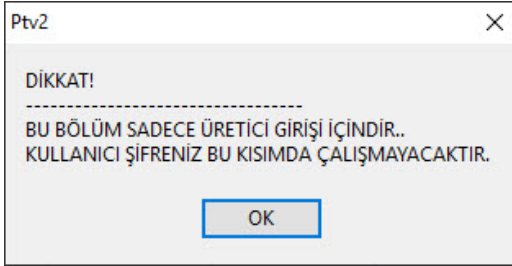 Ptv2
DİKKAT!
---------------------------------
BU BÖLÜM SADECE ÜRETİCİ GİRİŞİ İÇİNDİR..
KULLANICI ŞİFRENİZ BU KISIMDA ÇALIŞMAYACAKTIR.
OK